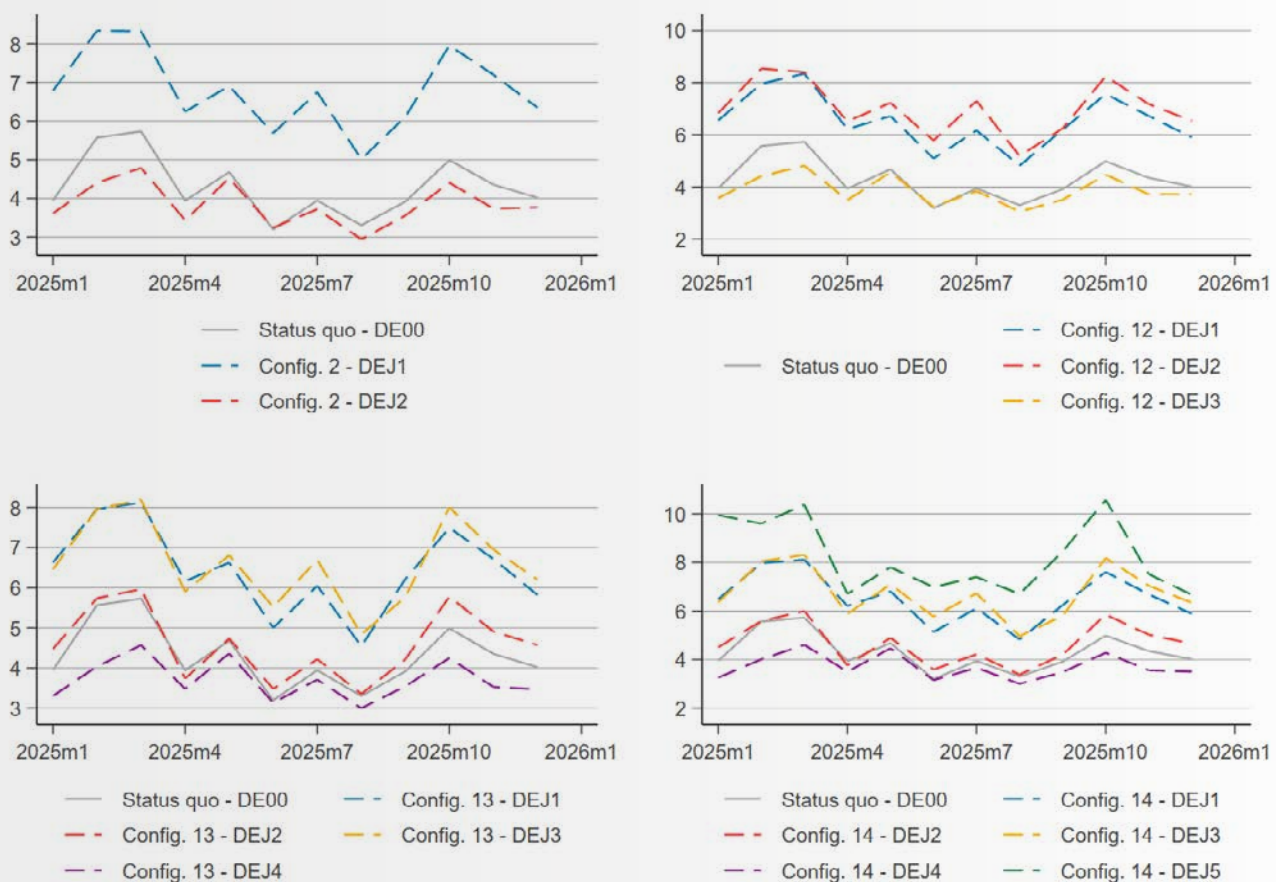 8
7
6
5
4
3
2025m1 2025m4 2025m7 2025m10 2026m1
Status quo - DE00
Config. 2 - DEJ1
Config. 2 - DEJ2
10
8
6
4
2
2025m1 2025m4 2025m7 2025m10 2026m1
Status quo - DE00
Config. 12 - DEJ1
Config. 12 - DEJ2
Config. 12 - DEJ3
8
7
6
5
4
3
2025m1 2025m4 2025m7 2025m10 2026m1
Status quo - DE00 Config. 13 - DEJ1
Config. 13 - DEJ2 Config. 13 - DEJ3
Config. 13 - DEJ4
10
8
6
4
2
2025m1 2025m4 2025m7 2025m10 2026m1
Status quo - DE00 Config. 14 - DEJ1
Config. 14 - DEJ2 Config. 14 - DEJ3
Config. 14 - DEJ4 Config. 14 - DEJ5